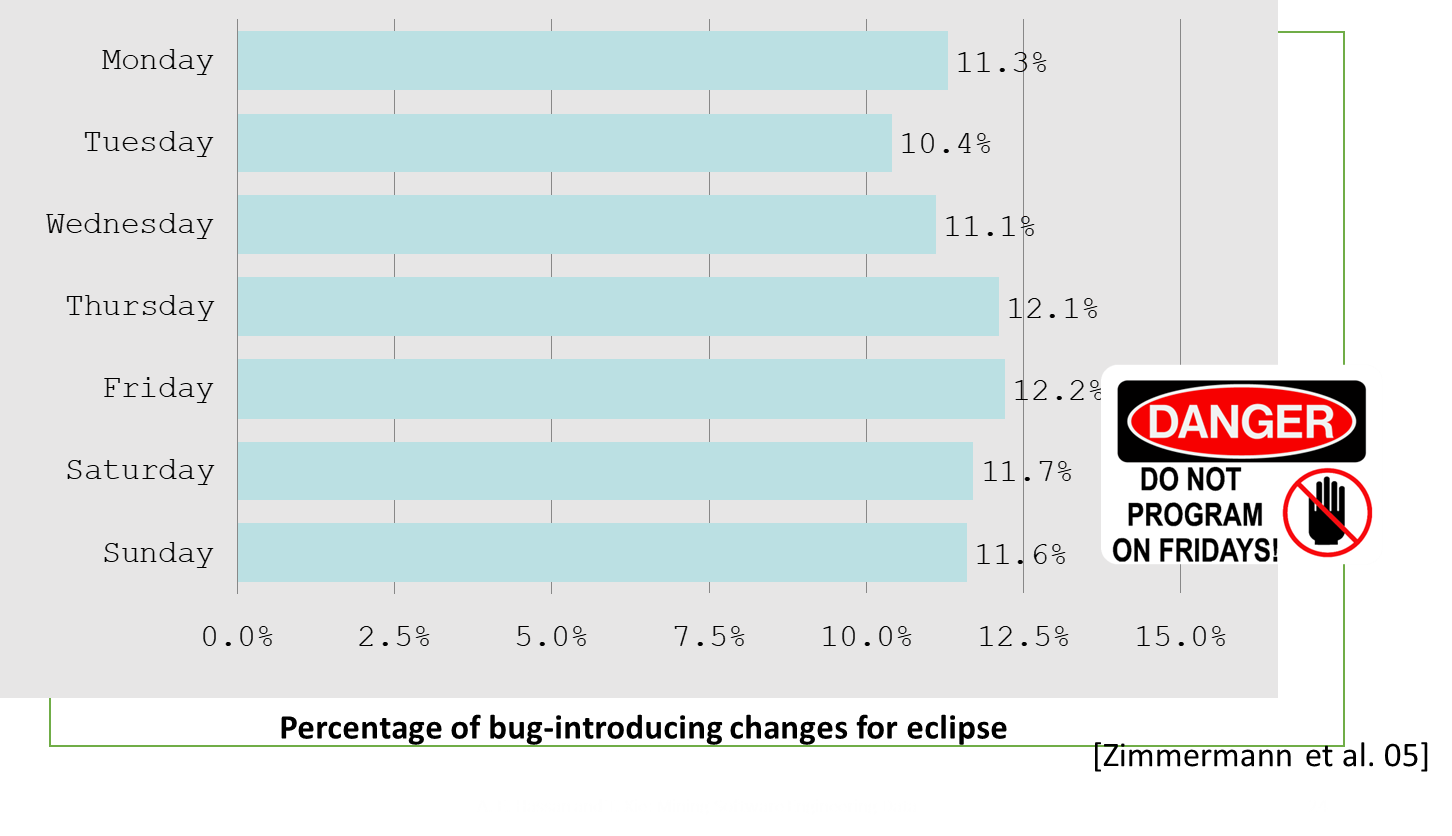 Monday 11.3%
Tuesday 10.4%
Wednesday 11.1%
Thursday 12.1%
Friday 12.2%
Saturday 11.7%
Sunday 11.6%
0.0% 2.5% 5.0% 7.5% 10.0% 12.5% 15.0%
DANGER
DO NOT
PROGRAM
ON FRIDAYS!
Percentage of bug-introducing changes for eclipse
[Zimmermann et al. 05]